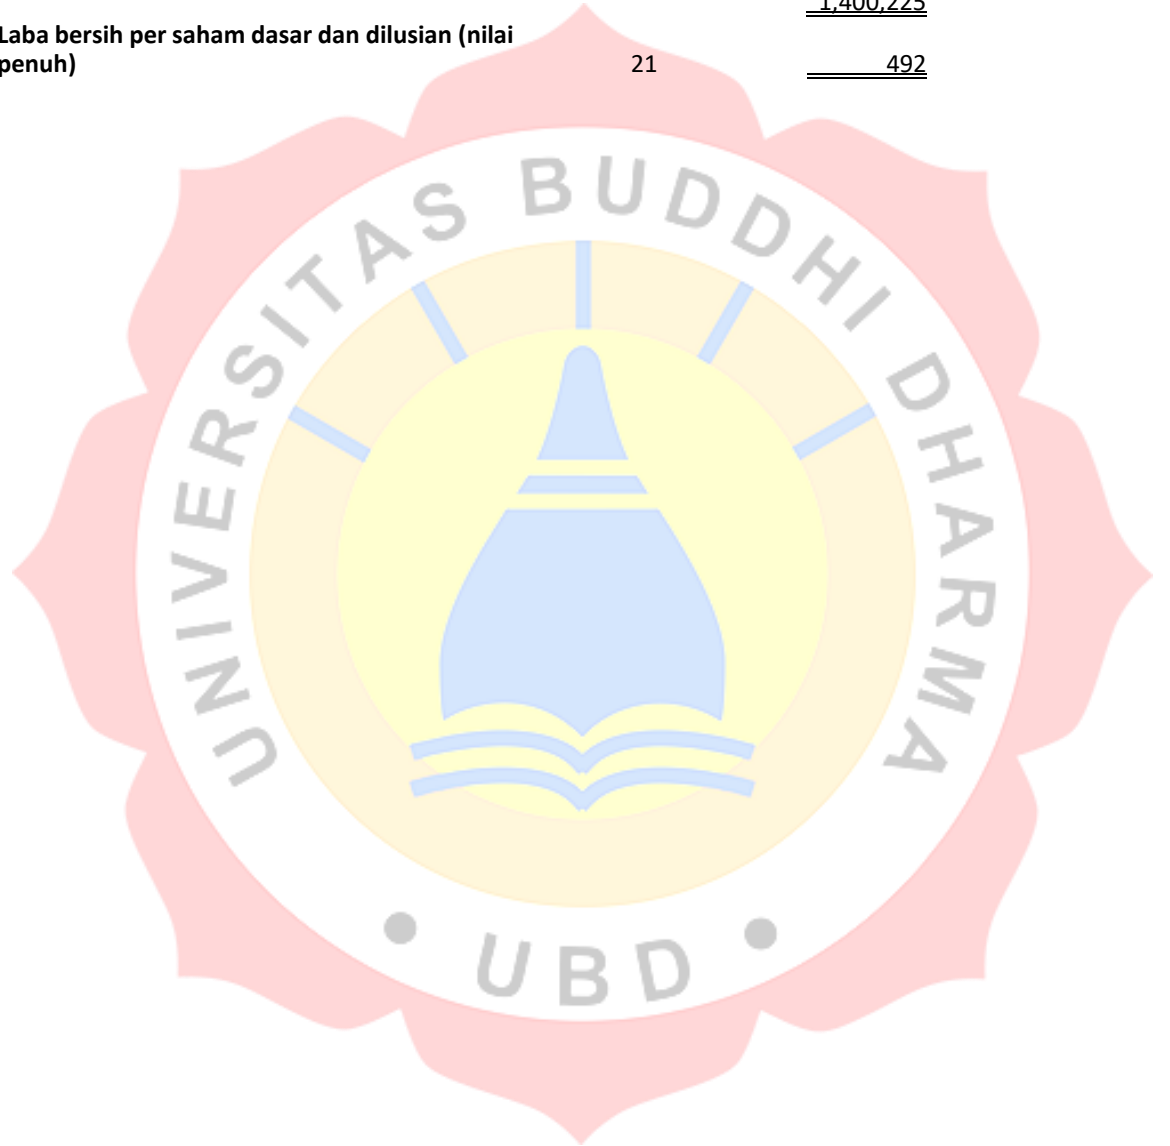 1,400,225
Laba bersih per saham dasar dan dilusian (nilai
penuh) 21 492
UNIVERSITAS BUDDHI DHARMA
• UBD •